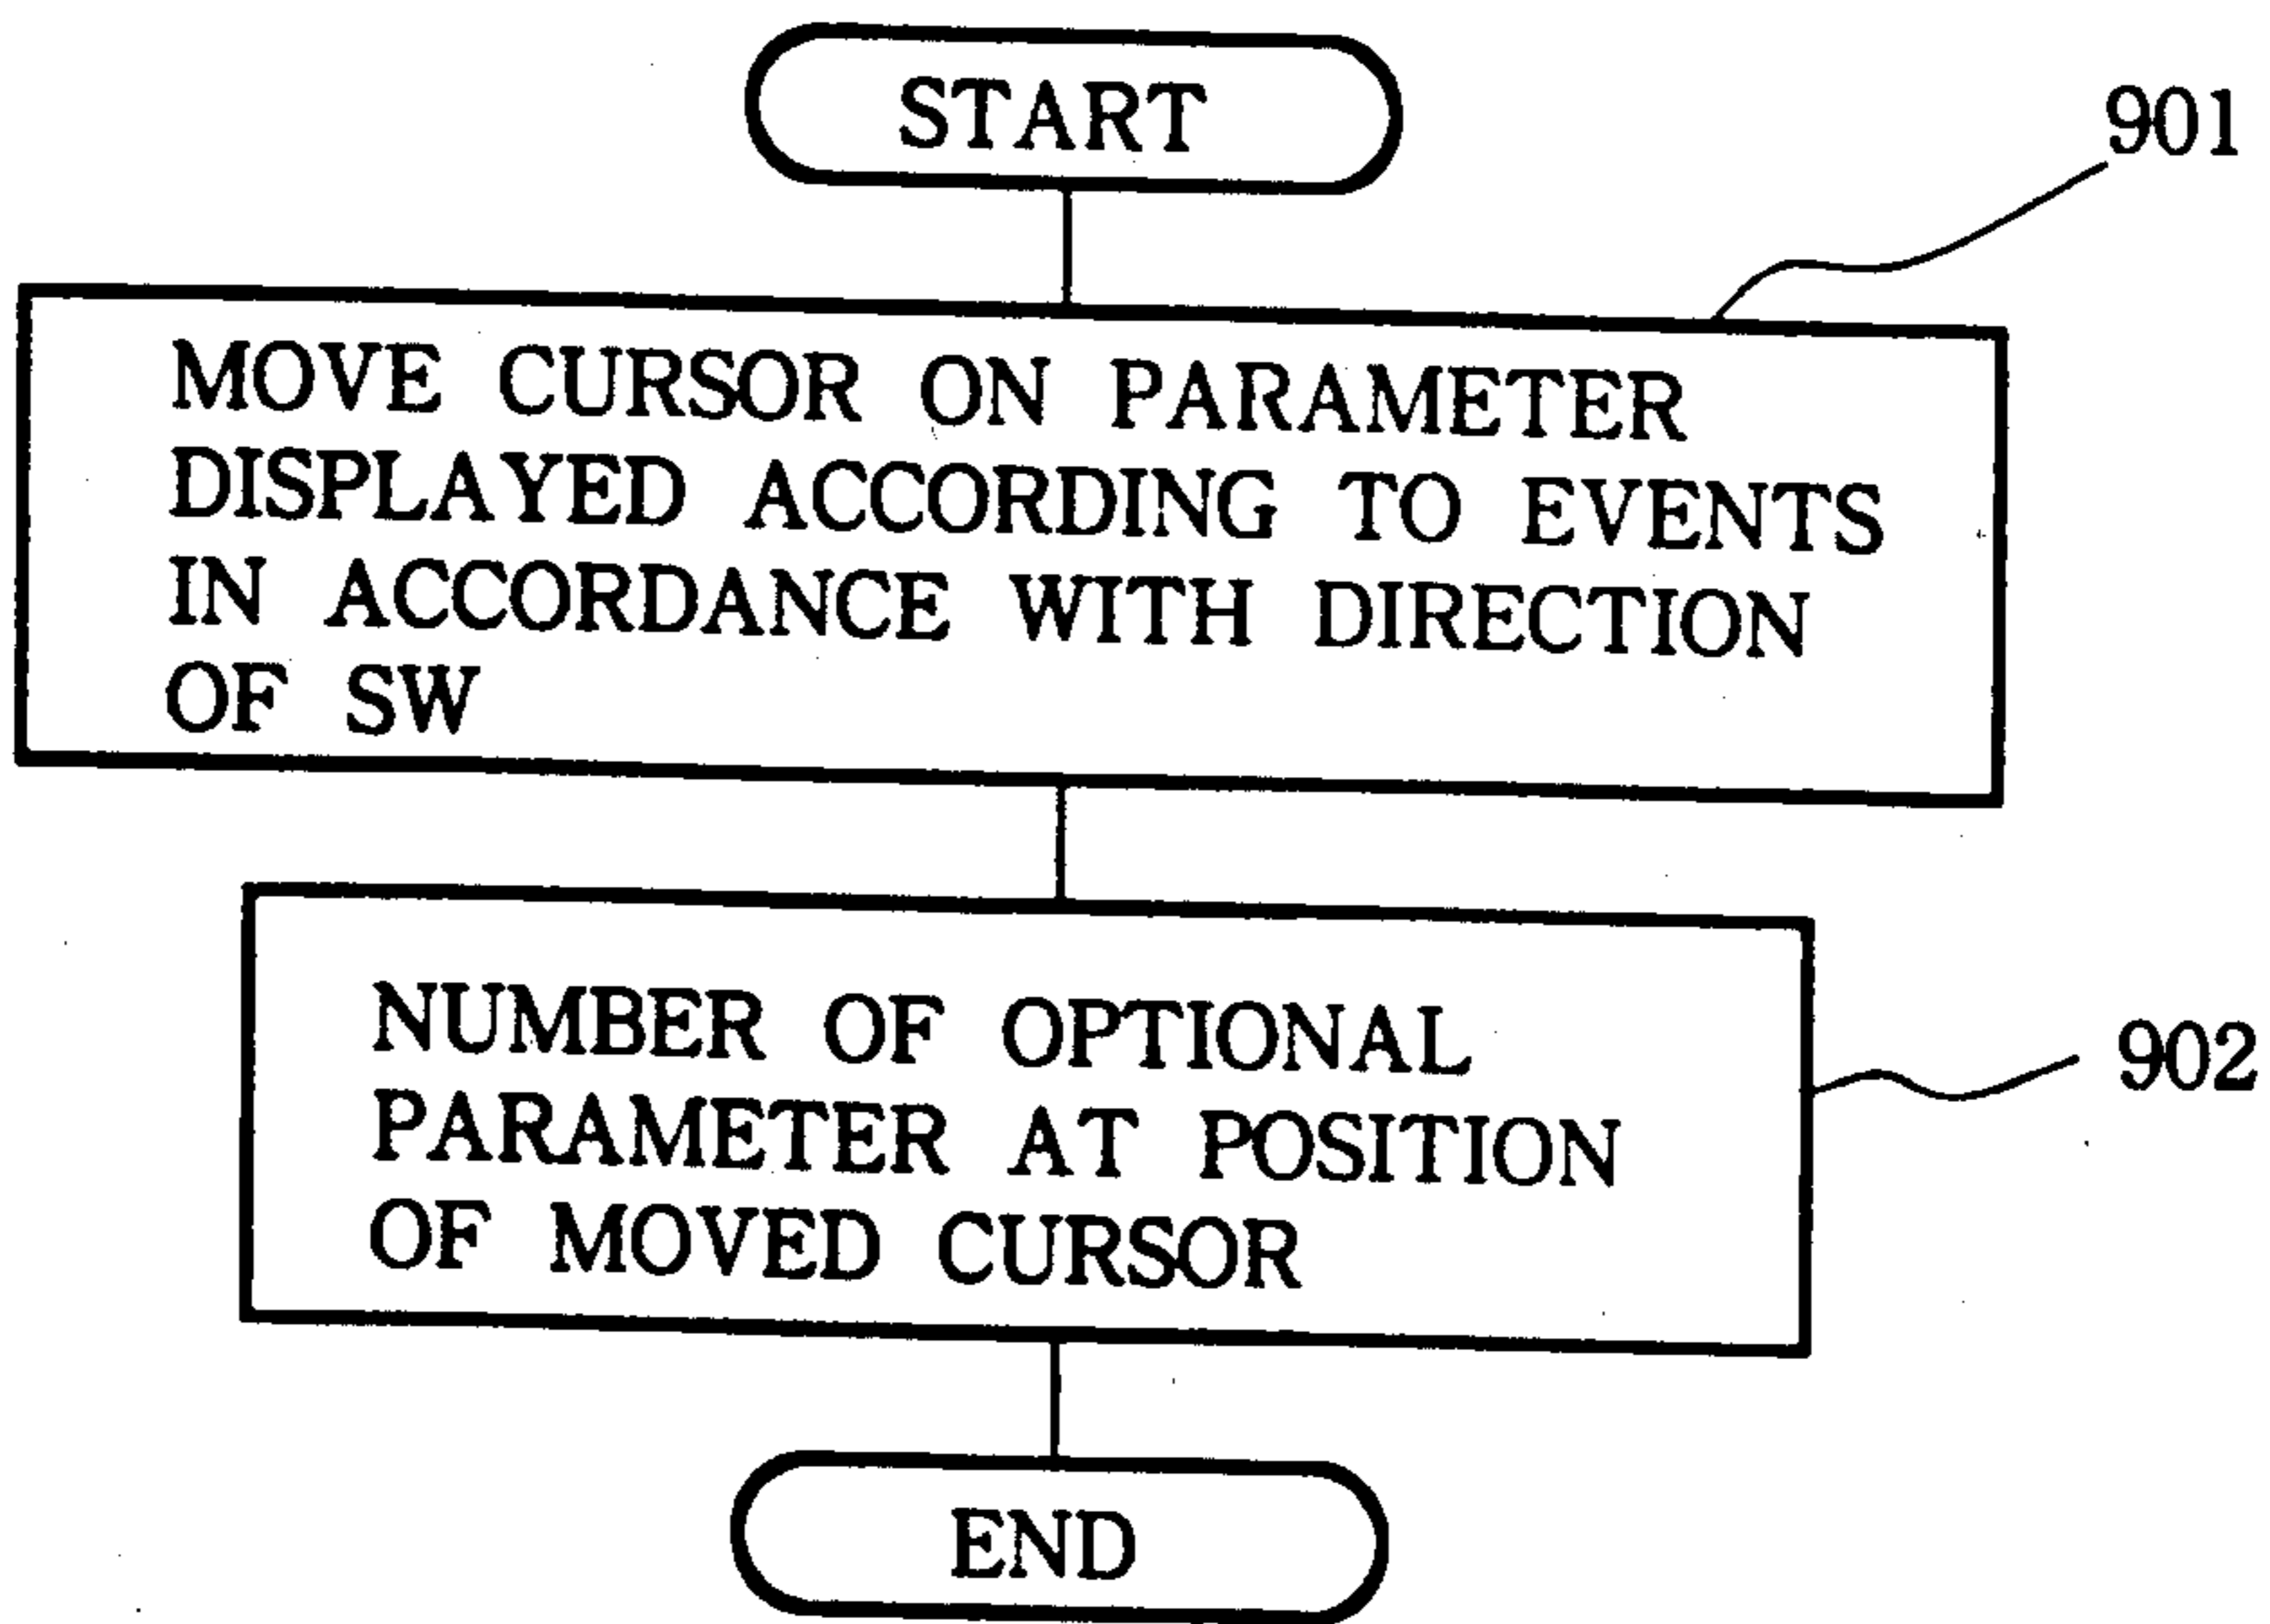 START
901
MOVE CURSOR ON PARAMETER
DISPLAYED ACCORDING TO EVENTS
IN ACCORDANCE WITH DIRECTION
OF SW
NUMBER OF OPTIONAL
PARAMETER AT POSITION
OF MOVED CURSOR
902
END